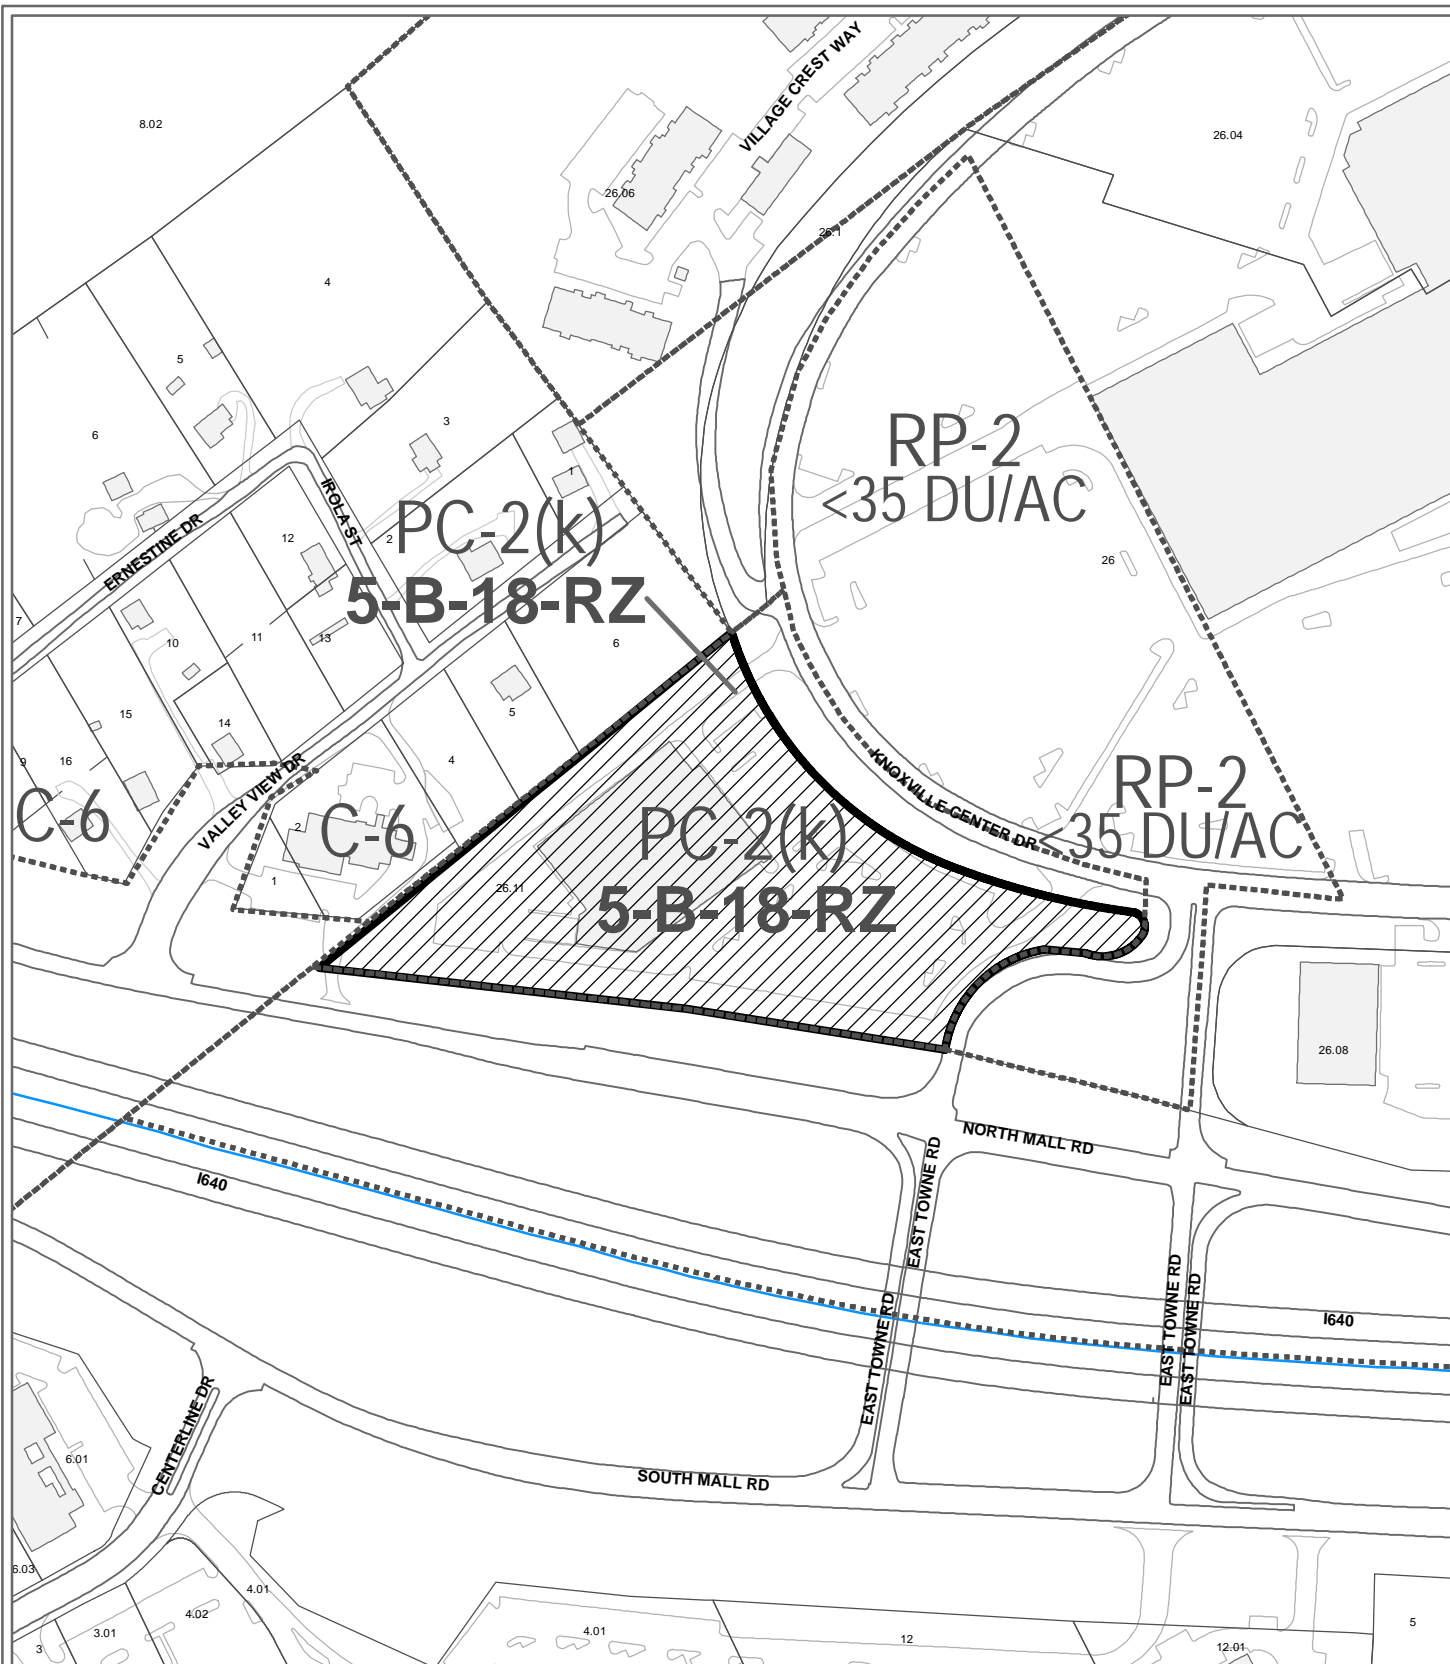 VILLAGE CREST WAY
8.02
26.04
26.06
26.1
4
5
3
6
1
RP-2
<35 DU/AC
IROLA ST
PC-2(k)
5-B-18-RZ
2
12
ERNESTINE DR
26
7
10
11
13
6
15
14
5
9
16
4
VALLEY VIEW DR
KNOXVILLE CENTER DR
RP-2
<35 DU/AC
C-6
2
C-6
PC-2(k)
5-B-18-RZ
1
26.11
26.08
NORTH MALL RD
I640
EAST TOWNE RD
EAST TOWNE RD
EAST TOWNE RD
EAST TOWNE RD
I640
CENTERLINE DR
6.01
SOUTH MALL RD
6.03
4.01
4.02
3.01
3
4.01
12
12.01
5